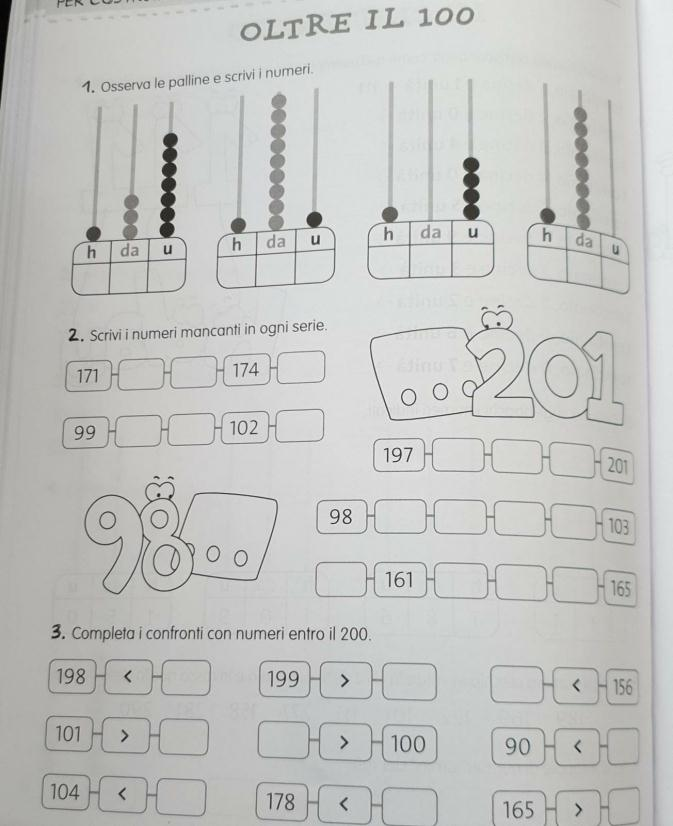 OLTRE IL 100
1. Osserva le palline e scrivi i numeri.
h da u
h da u
h da u
h da u
2. Scrivi i numeri mancanti in ogni serie.
171 174
99 102
201
197 201
98
98 103
161 165
3. Completa i confronti con numeri entro il 200.
198 < 199 > < 156
101 > > 100 90 <
104 < 178 < 165 >